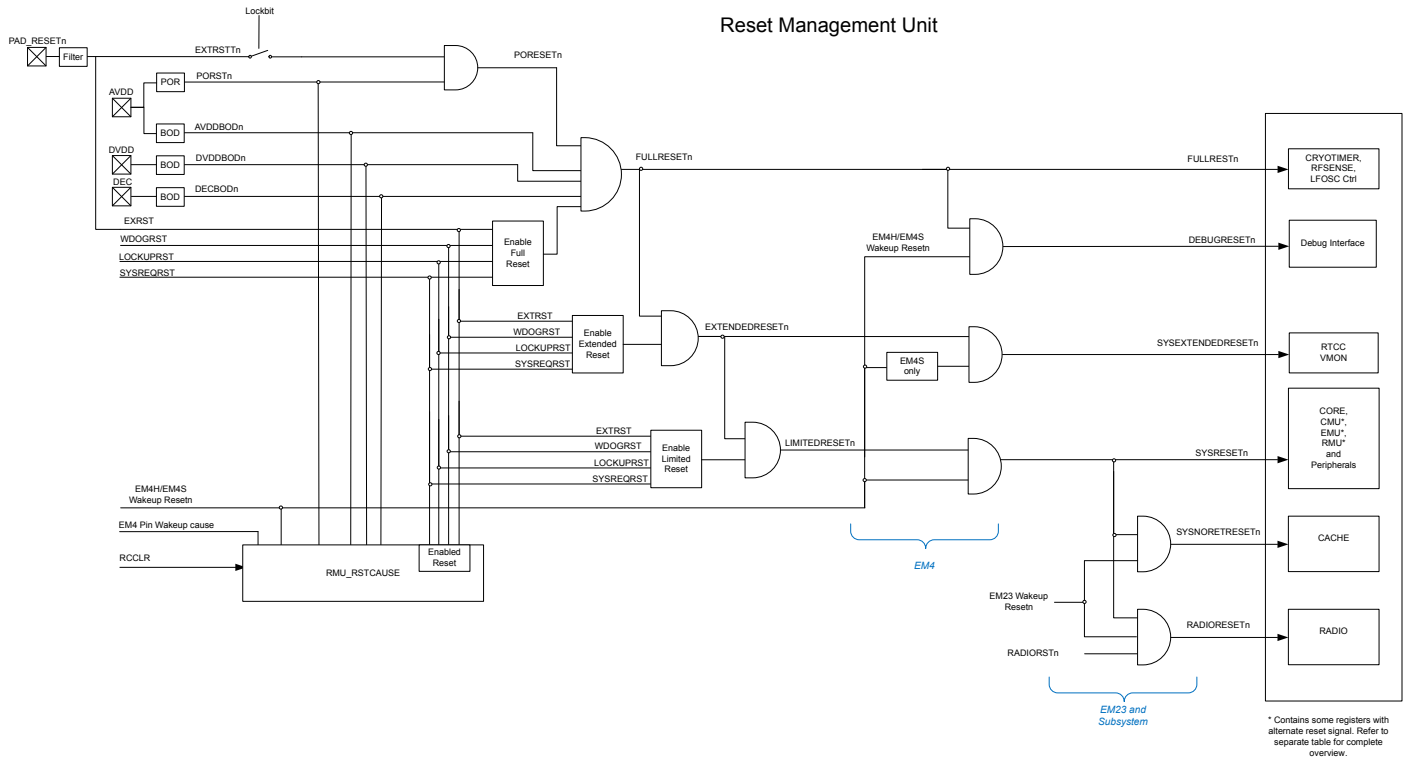 Reset Management Unit
Lockbit
PAD_RESETn
Filter
EXTRSTTn
PORESETn
AVDD
POR
PORSTn
BOD
AVDDBODn
DVDD
BOD
DVDDBODn
DEC
BOD
DECBODn
EXRST
WDOGRST
LOCKUPRST
SYSREQRST
Enable
Full
Reset
FULLRESETn
FULLRESTn
CRYOTIMER,
RFSENSE,
LFOSC Ctrl
EM4H/EM4S
Wakeup Resetn
DEBUGRESETn
Debug Interface
EXTRST
WDOGRST
LOCKUPRST
SYSREQRST
Enable
Extended
Reset
EXTENDEDRESETn
EM4S
only
SYSEXTENDEDRESETn
RTCC
VMON
EXTRST
WDOGRST
LOCKUPRST
SYSREQRST
Enable
Limited
Reset
LIMITEDRESETn
SYSRESETn
CORE,
CMU*,
EMU*,
RMU*
and
Peripherals
EM4H/EM4S
Wakeup Resetn
EM4 Pin Wakeup cause
RCCLR
RMU_RSTCAUSE
Enabled
Reset
EM4
SYSNORETRESETn
CACHE
EM23 Wakeup
Resetn
RADIORSTn
RADIORESETn
RADIO
EM23 and
Subsystem
* Contains some registers with
alternate reset signal. Refer to
separate table for complete
overview.